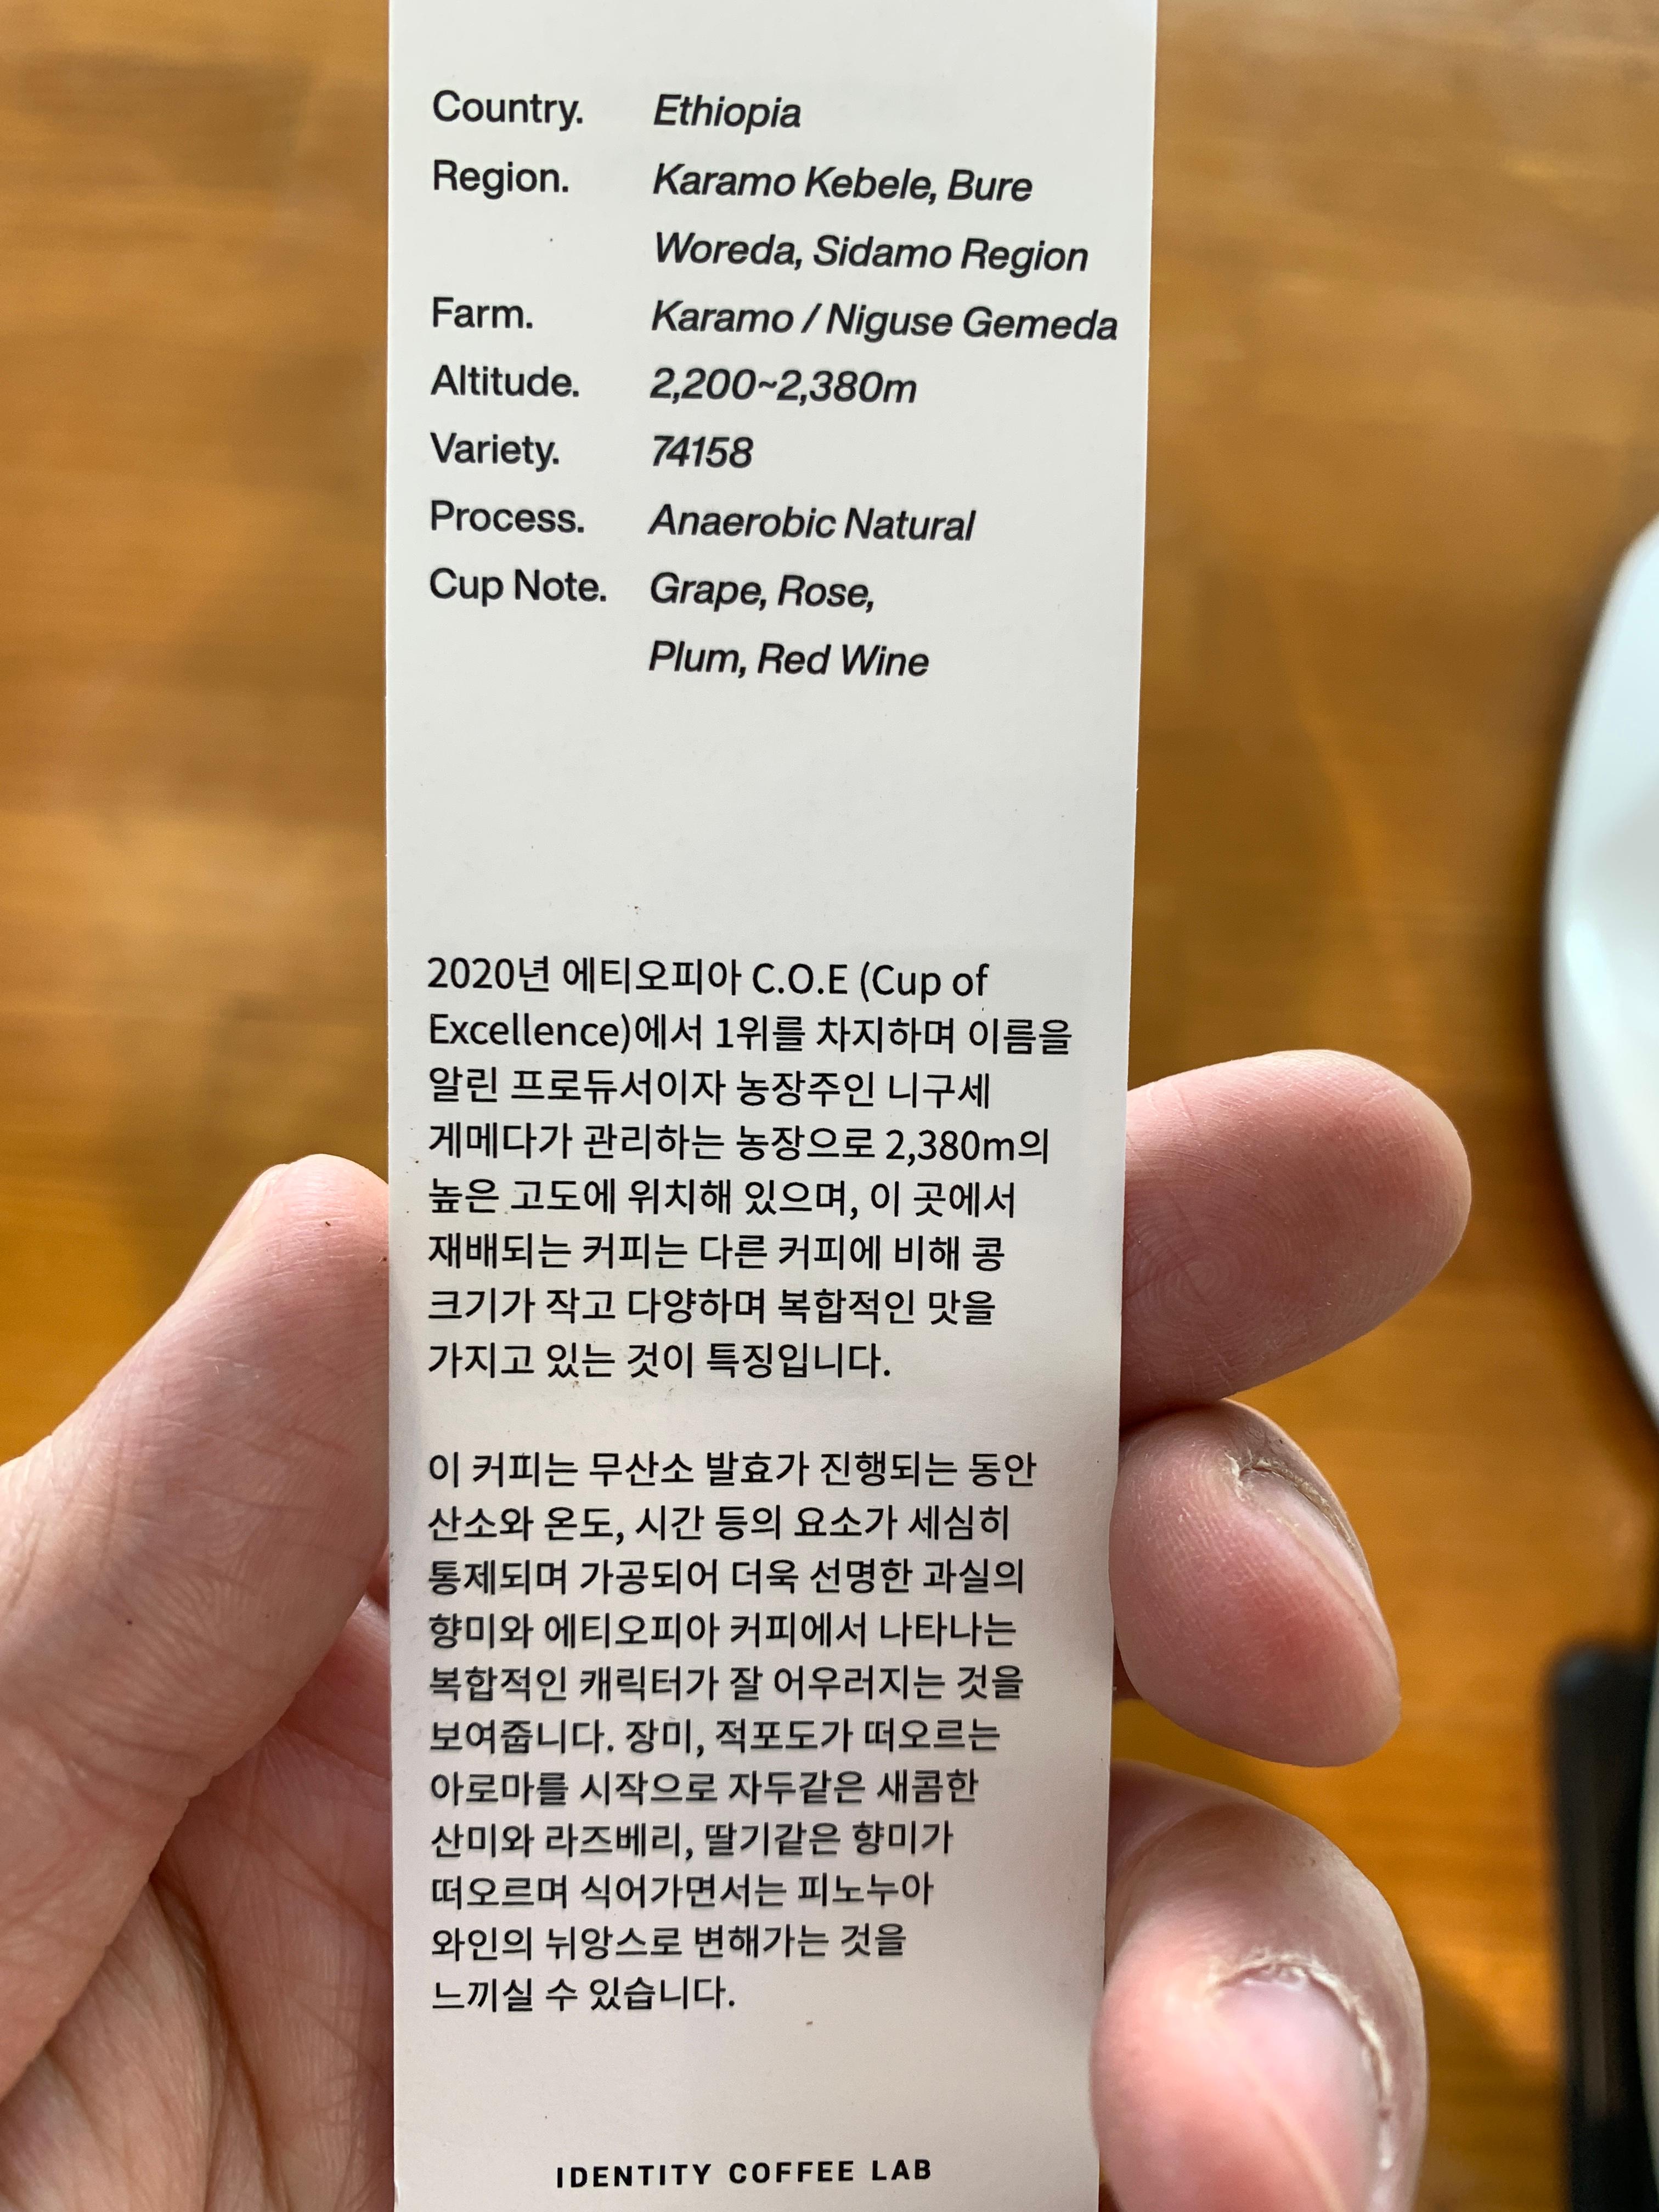 Country. Ethiopia
Region. Karamo Kebele, Bure
Woreda, Sidamo Region
Farm. Karamo / Niguse Gemeda
Altitude. 2,200~2,380m
Variety. 74158
Process. Anaerobic Natural
Cup Note. Grape, Rose,
Plum, Red Wine
2020년 에티오피아 C.O.E (Cup of
Excellence)에서 1위를 차지하며 이름을
알린 프로듀서이자 농장주인 니구세
게메다가 관리하는 농장으로 2,380m의
높은 고도에 위치해 있으며, 이 곳에서
재배되는 커피는 다른 커피에 비해 콩
크기가 작고 다양하며 복합적인 맛을
가지고 있는 것이 특징입니다.
이 커피는 무산소 발효가 진행되는 동안
산소와 온도, 시간 등의 요소가 세심히
통제되며 가공되어 더욱 선명한 과실의
향미와 에티오피아 커피에서 나타나는
복합적인 캐릭터가 잘 어우러지는 것을
보여줍니다. 장미, 적포도가 떠오르는
아로마를 시작으로 자두같은 새콤한
산미와 라즈베리, 딸기같은 향미가
떠오르며 식어가면서는 피노누아
와인의 뉘앙스로 변해가는 것을
느끼실 수 있습니다.
IDENTITY COFFEE LAB